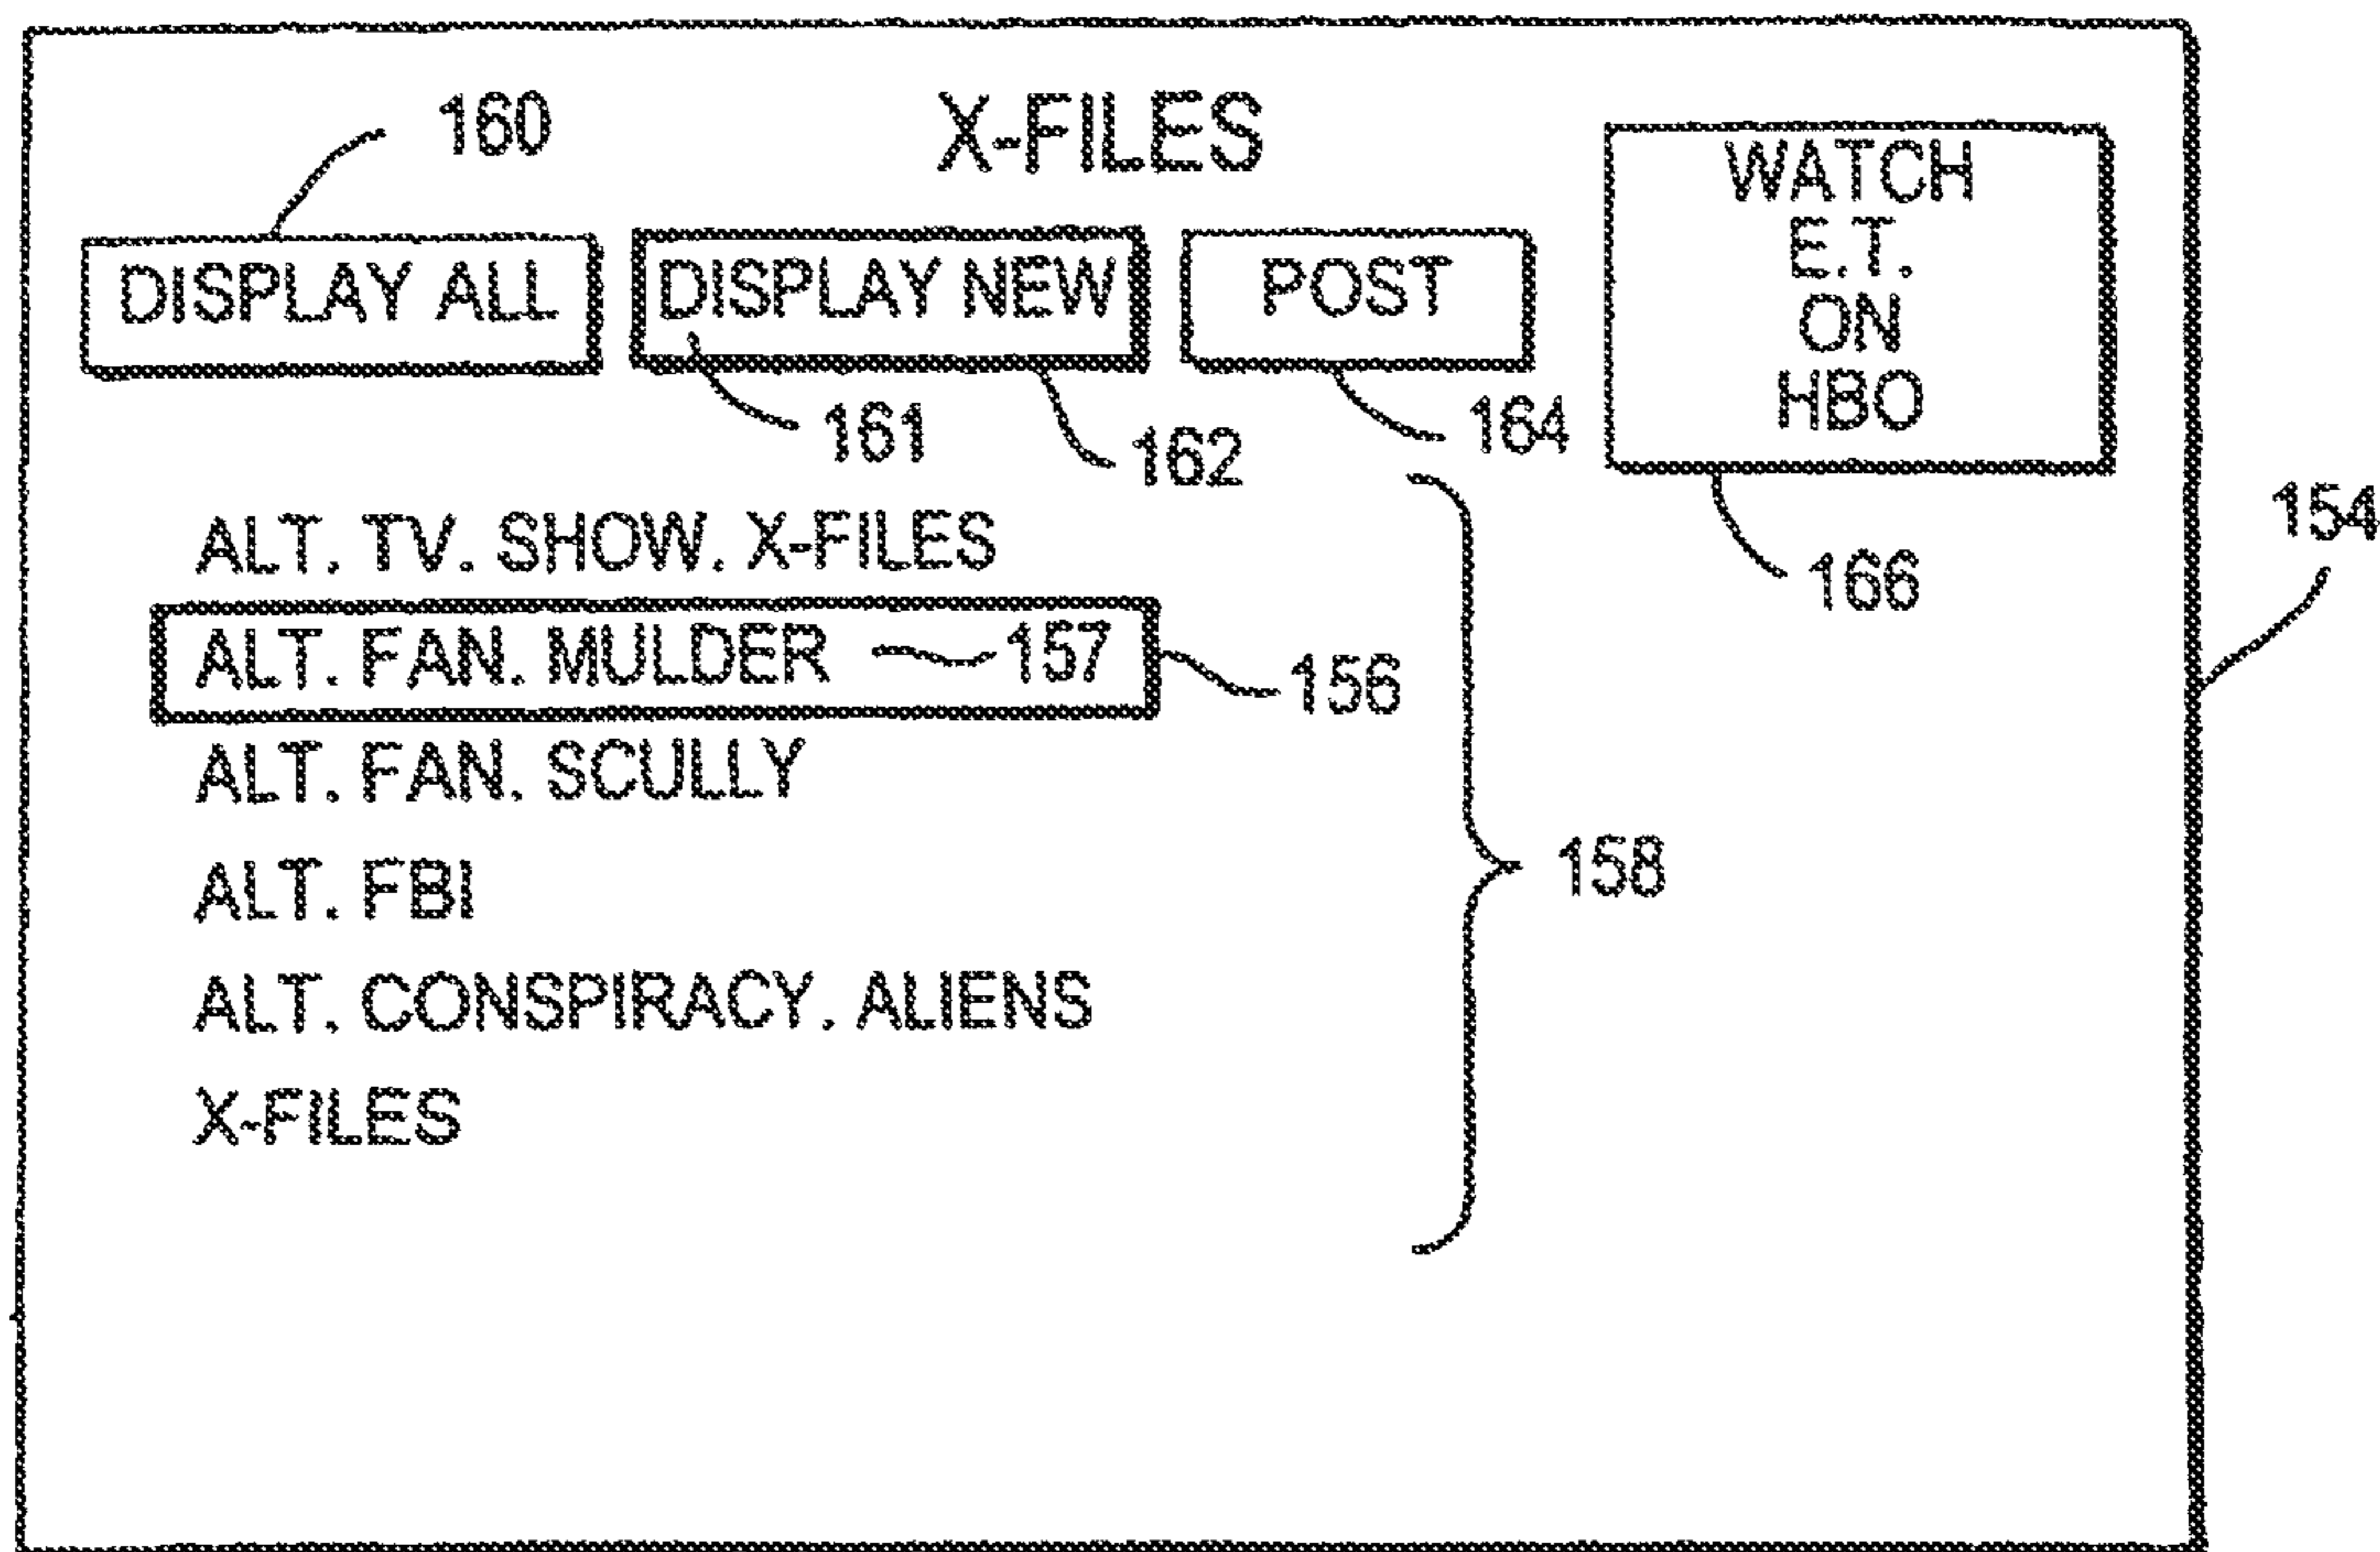 160
X-FILES
WATCH
E.T.
ON
HBO
DISPLAY ALL
DISPLAY NEW
POST
161
162
164
166
154
ALT. TV. SHOW. X-FILES
ALT. FAN. MULDER 157
156
ALT. FAN. SCULLY
158
ALT. FBI
ALT. CONSPIRACY. ALIENS
X-FILES